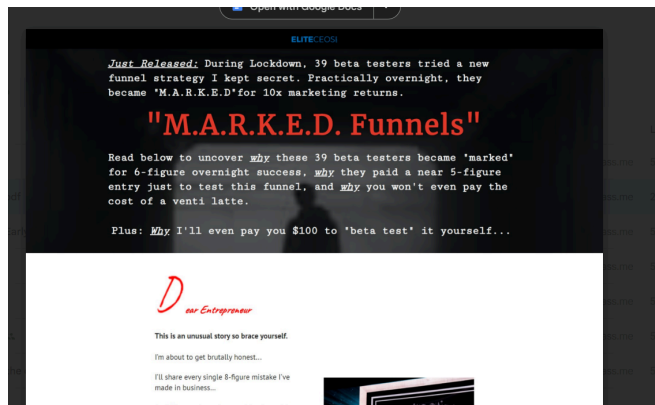 Open with Google Docs
ELITECEOSI
Just Released: During Lockdown, 39 beta testers tried a new
funnel strategy I kept secret. Practically overnight, they
became "M.A.R.K.E.D"for 10x marketing returns.
"M.A.R.K.E.D. Funnels"
Read below to uncover why these 39 beta testers became "marked"
for 6-figure overnight success, why they paid a near 5-figure
entry just to test this funnel, and why you won't even pay the
cost of a venti latte.
Plus: Why I'll even pay you $100 to "beta test" it yourself...
Dear Entrepreneur
This is an unusual story so brace yourself.
I'm about to get brutally honest...
I'll share every single 8-figure mistake I've
made in business...